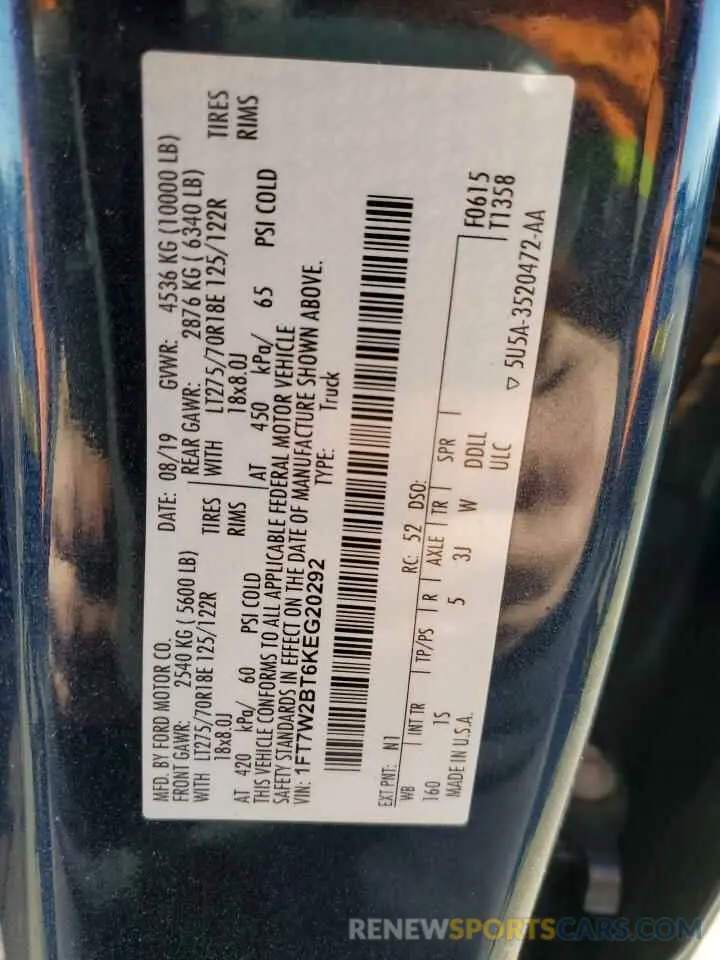 MFD. BY FORD MOTOR CO.
DATE: 08/19 GVWR: 4536 KG (10000 LB)
FRONT GAWR: 2540 KG ( 5600 LB)
REAR GAWR: 2876 KG ( 6340 LB)
WITH LT275/70R18E 125/122R TIRES
WITH LT275/70R18E 125/122R TIRES
18x8.0J RIMS
18x8.0J RIMS
AT 420 kPa/ 60 PSI COLD
AT 450 kPa/ 65 PSI COLD
THIS VEHICLE CONFORMS TO ALL APPLICABLE FEDERAL MOTOR VEHICLE
SAFETY STANDARDS IN EFFECT ON THE DATE OF MANUFACTURE SHOWN ABOVE.
VIN: 1FT7W2BT6KEG20292 TYPE: Truck
EXT PNT: N1 RC: 52 DSO: F0615
WB INT TR TP/PS R AXLE TR SPR T1358
160 1S 5 3J W DDLL
MADE IN U.S.A. ULC
▽ 5U5A-3520472-AA
RENEWSPORTSCARS.COM